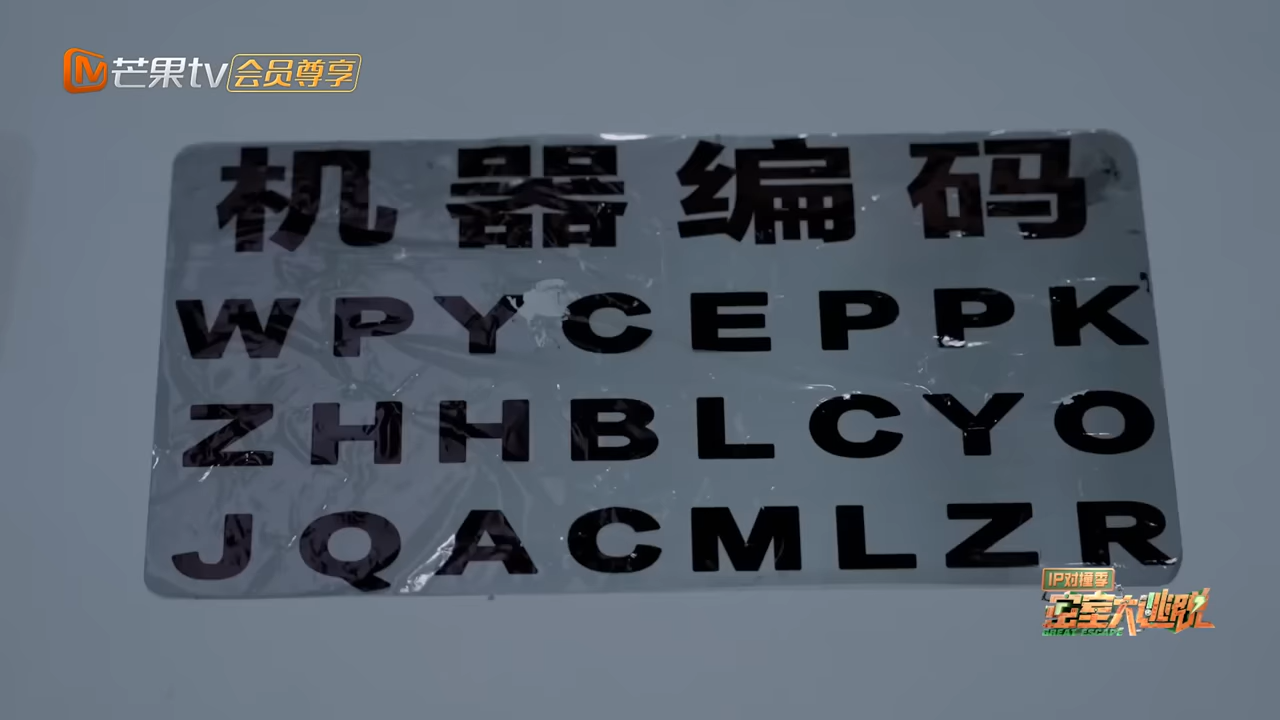 芒果tv会员尊享
机器编码
WPYCEPPK
ZHHBLCYO
JQACMLZR
IP对撞季
密室大逃脱
GREAT ESCAPE